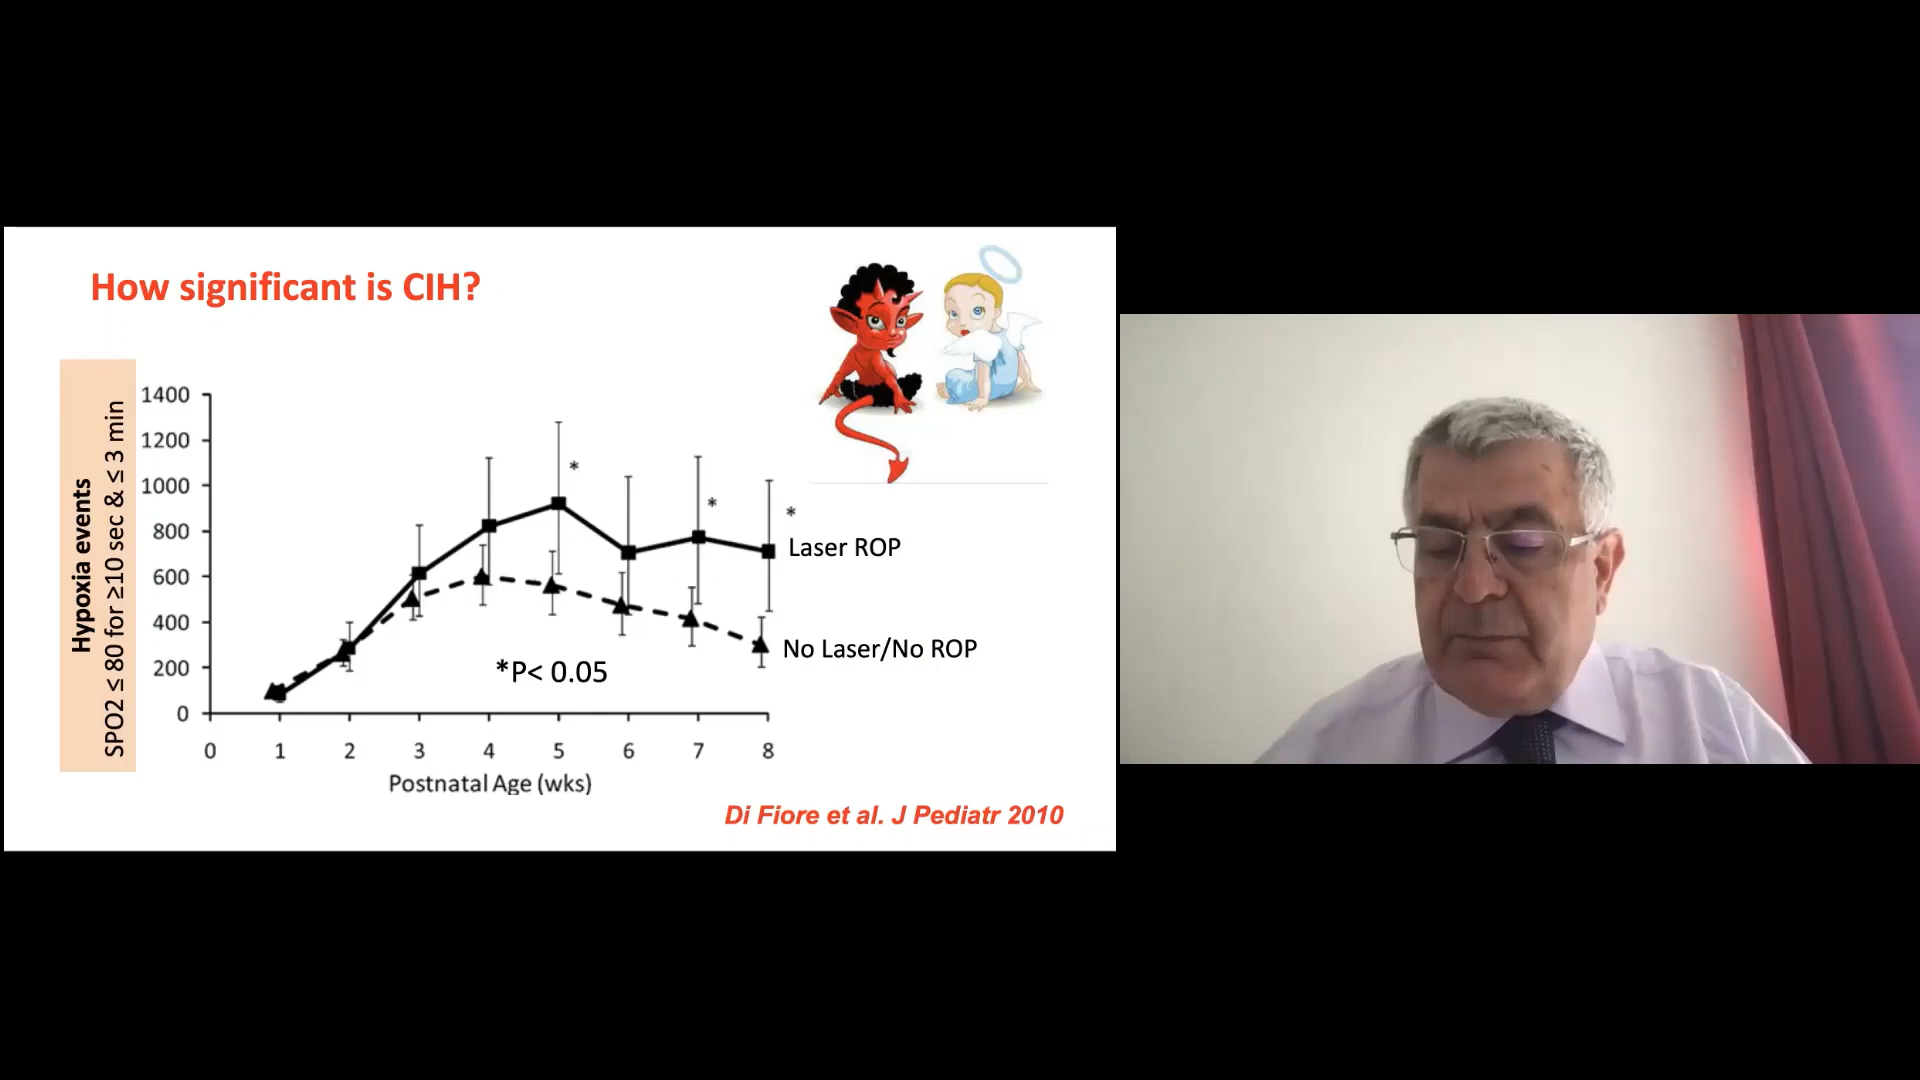 How significant is CIH?
Hypoxia events
SPO2 ≤ 80 for ≥10 sec & ≤ 3 min
1400
1200
1000
800
600
400
200
0
*
*
*
Laser ROP
No Laser/No ROP
*P< 0.05
0 1 2 3 4 5 6 7 8
Postnatal Age (wks)
Di Fiore et al. J Pediatr 2010